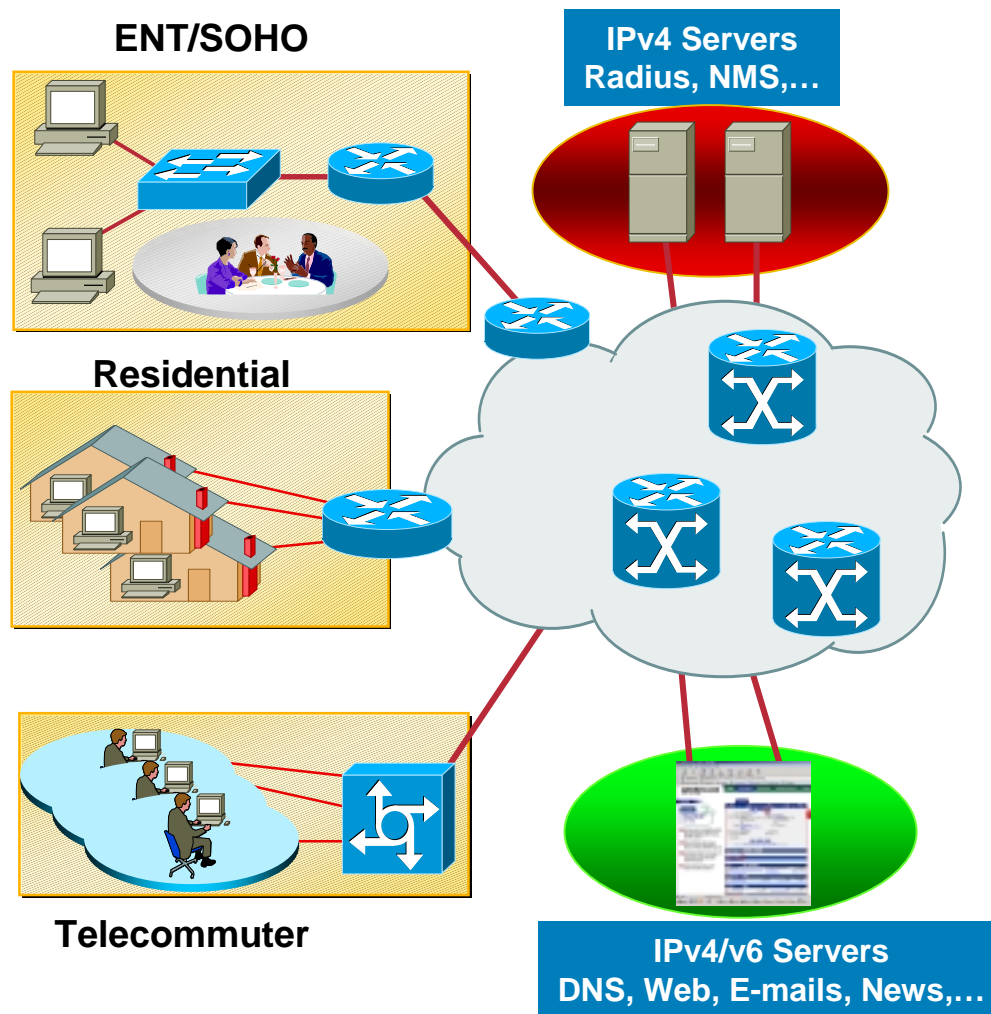 ENT/SOHO
IPv4 Servers
Radius, NMS,…
Residential
Telecommuter
IPv4/v6 Servers
DNS, Web, E-mails, News,…